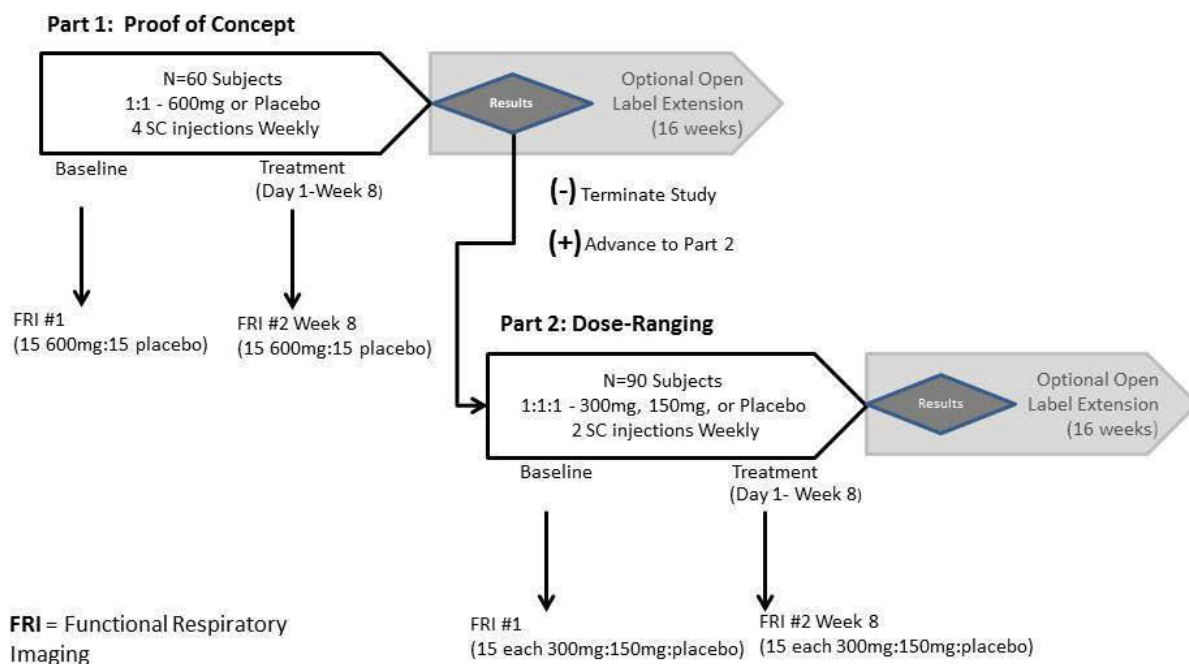 Part 1: Proof of Concept
N=60 Subjects
1:1 - 600mg or Placebo
4 SC injections Weekly
Results
Optional Open
Label Extension
(16 weeks)
Baseline
Treatment
(Day 1-Week 8)
(-) Terminate Study
(+) Advance to Part 2
FRI #1
(15 600mg:15 placebo)
FRI #2 Week 8
(15 600mg:15 placebo)
Part 2: Dose-Ranging
N=90 Subjects
1:1:1 - 300mg, 150mg, or Placebo
2 SC injections Weekly
Results
Optional Open
Label Extension
(16 weeks)
Baseline
Treatment
(Day 1- Week 8)
FRI #1
(15 each 300mg:150mg:placebo)
FRI #2 Week 8
(15 each 300mg:150mg:placebo)
FRI = Functional Respiratory
Imaging